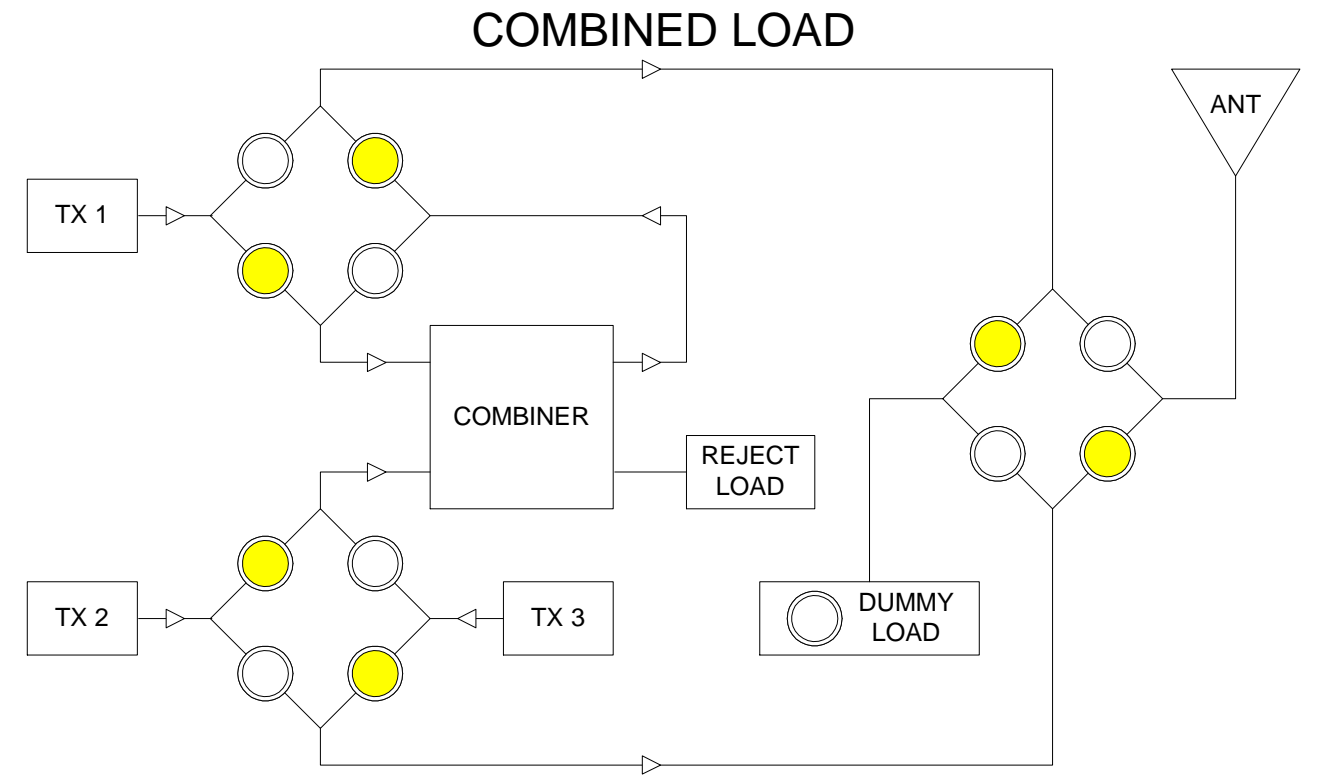 COMBINED LOAD
ANT
TX 1
COMBINER
REJECT
LOAD
TX 2
TX 3
DUMMY
LOAD